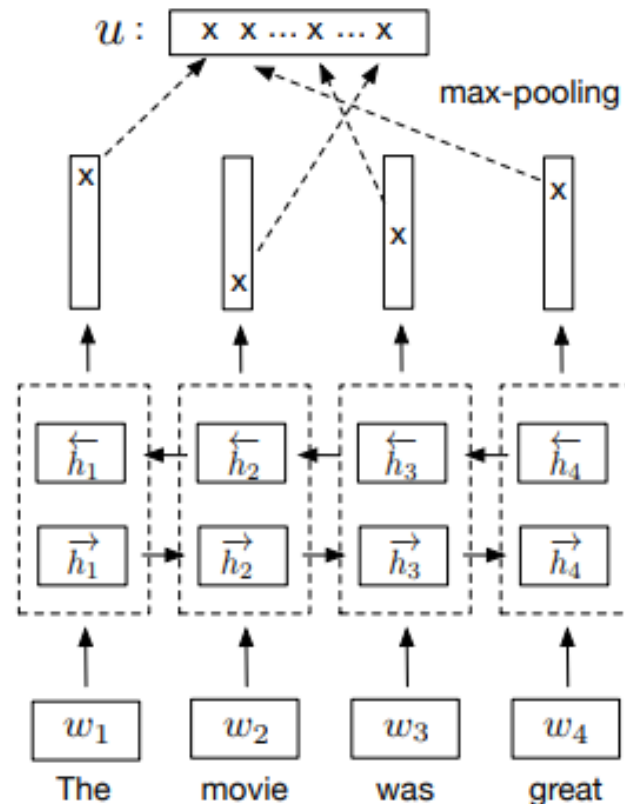 u : x x ... x ... x
max-pooling
x x x x
←h₁ ←h₂ ←h₃ ←h₄
→h₁ →h₂ →h₃ →h₄
w₁ w₂ w₃ w₄
The movie was great